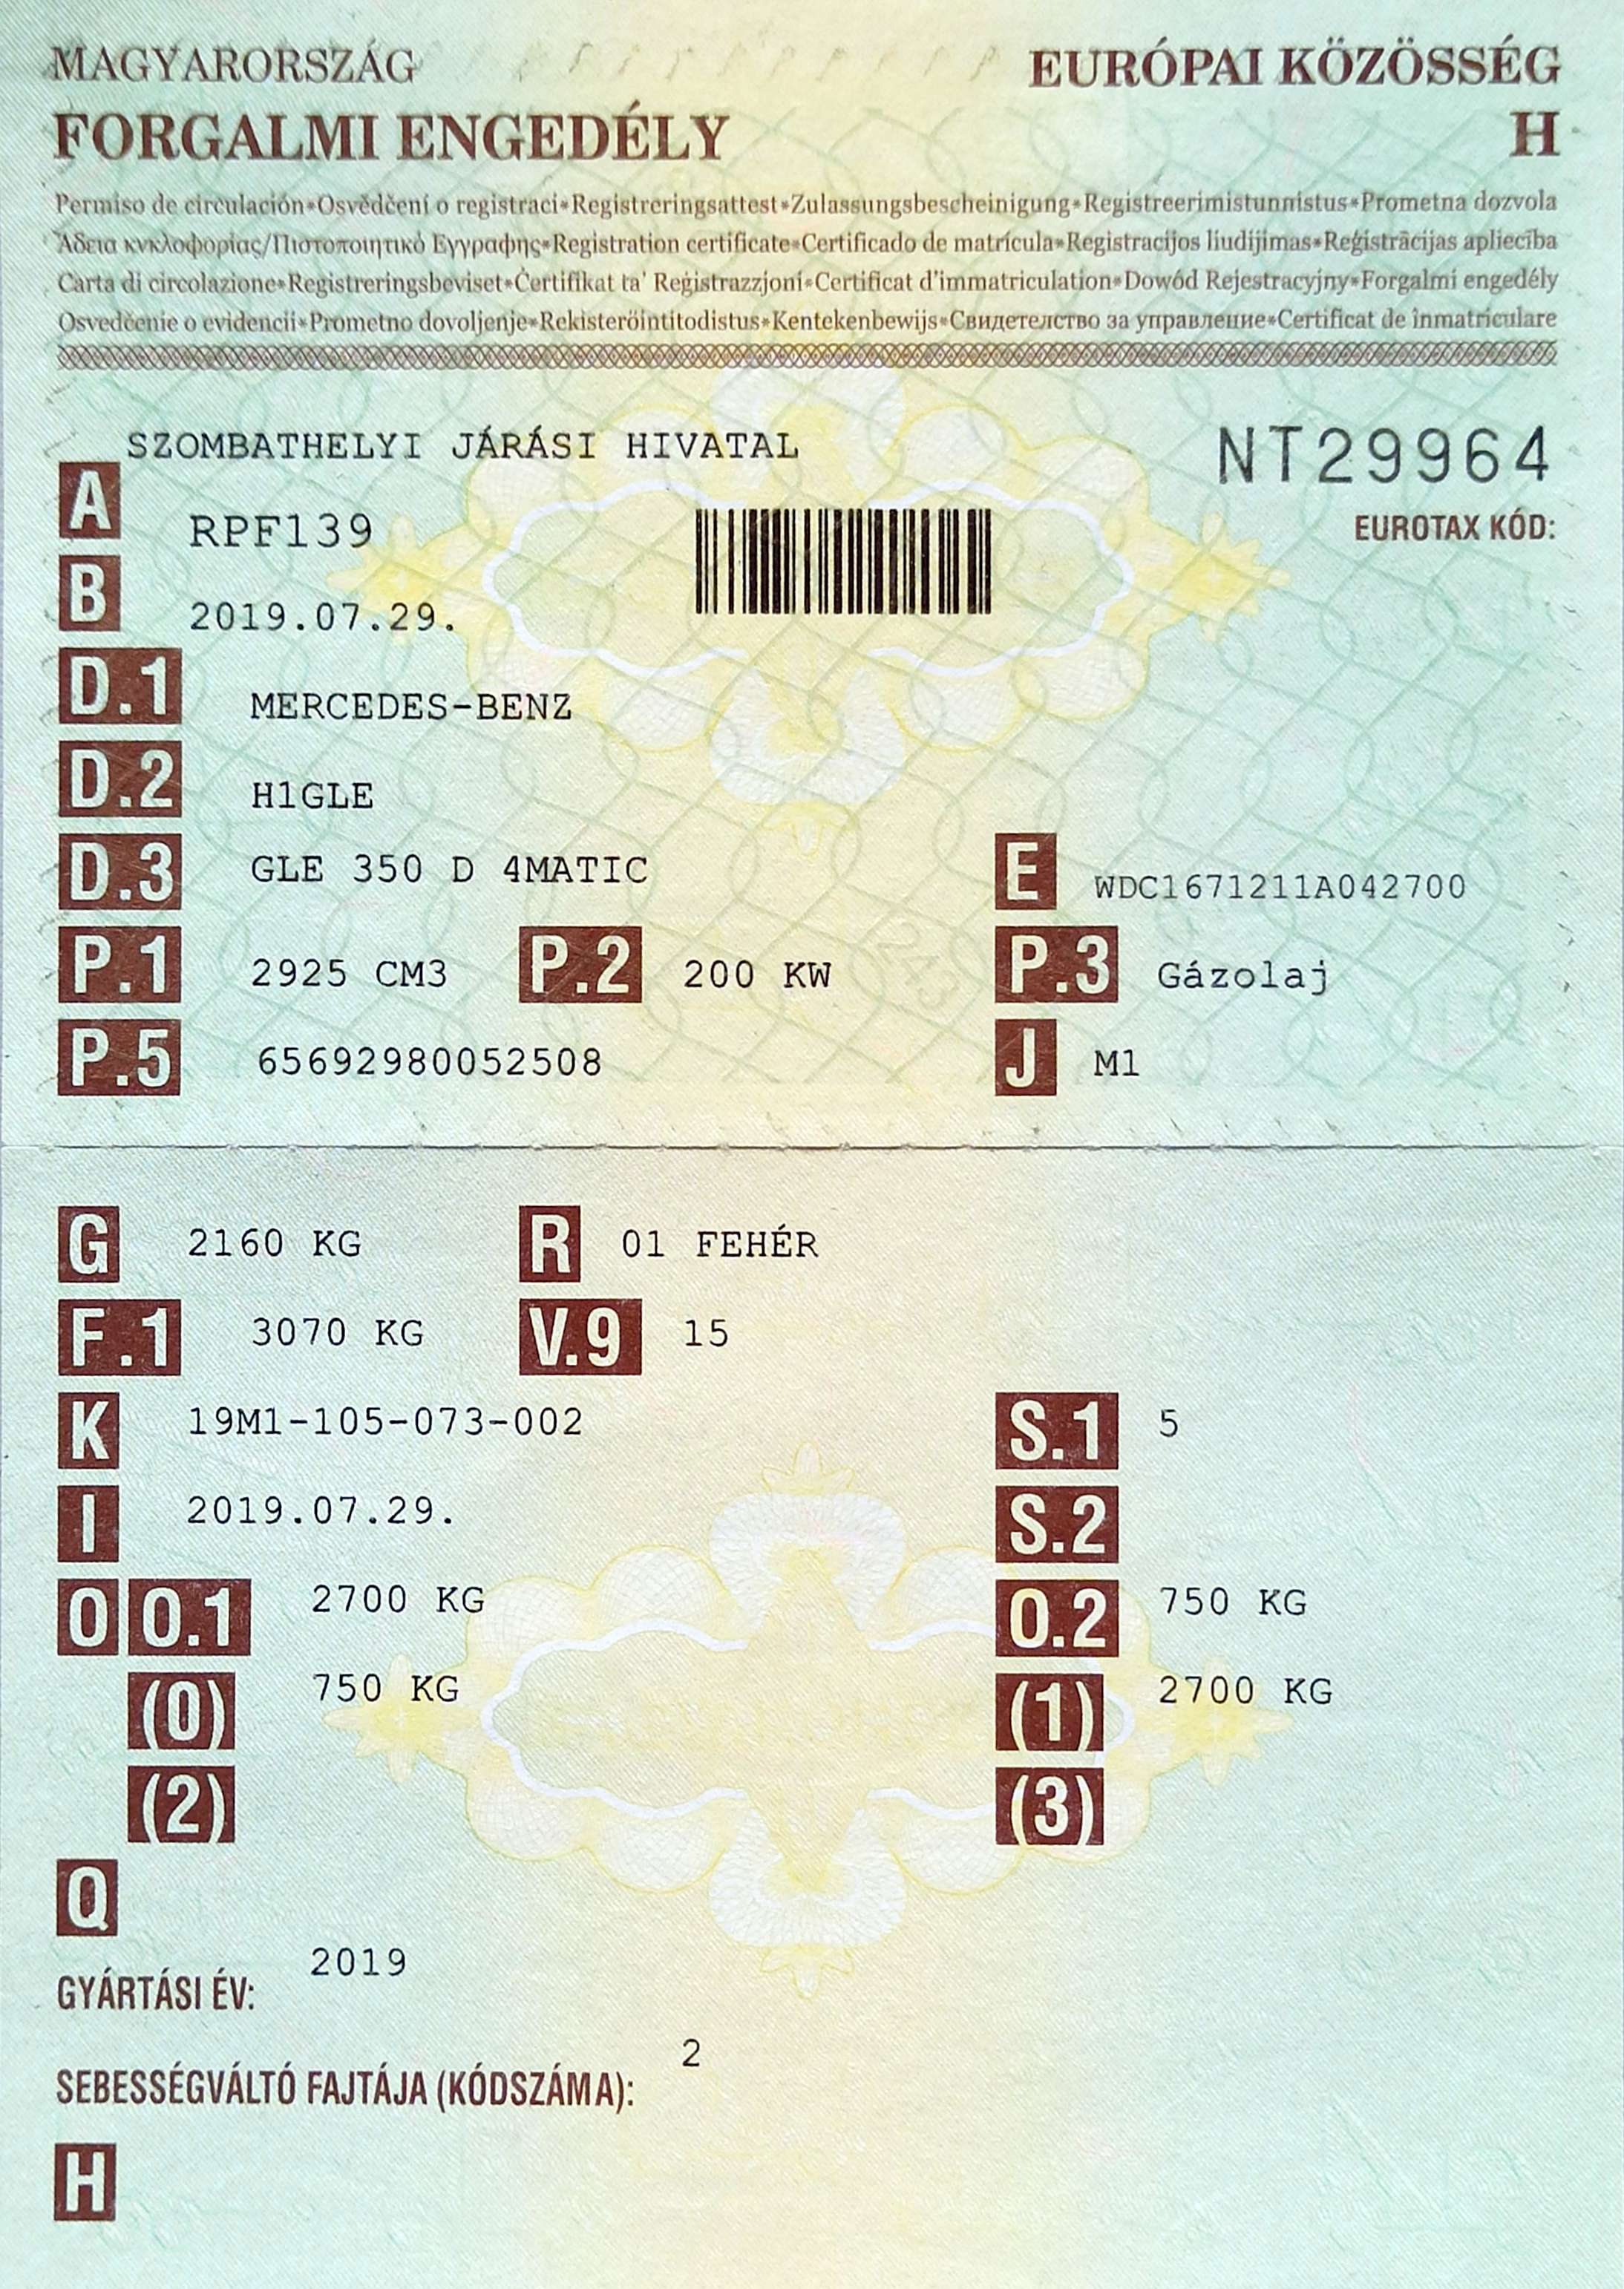 MAGYARORSZÁG EURÓPAI KÖZÖSSÉG
FORGALMI ENGEDÉLY H
Permiso de circulación•Osvědčení o registraci•Registreringsattest•Zulassungsbescheinigung•Registreerimistunnistus•Prometna dozvola
Άδεια κυκλοφορίας/Πιστοποιητικό Εγγραφης•Registration certificate•Certificado de matrícula•Registracijos liudijimas•Reģistrācijas apliecība
Carta di circolazione•Registreringsbeviset•Ċertifikat ta' Reġistrazzjoni•Certificat d'immatriculation•Dowód Rejestracyjny•Forgalmi engedély
Osvedčenie o evidencii•Prometno dovoljenje•Rekisteröintitodistus•Kentekenbewijs•Свидетелство за управление•Certificat de înmatriculare
SZOMBATHELYI JÁRÁSI HIVATAL NT29964
A RPF139 EUROTAX KÓD:
B 2019.07.29.
D.1 MERCEDES-BENZ
D.2 H1GLE
D.3 GLE 350 D 4MATIC E WDC1671211A042700
P.1 2925 CM3 P.2 200 KW P.3 Gázolaj
P.5 65692980052508 J M1
G 2160 KG R 01 FEHÉR
F.1 3070 KG V.9 15
K 19M1-105-073-002 S.1 5
I 2019.07.29. S.2
O O.1 2700 KG O.2 750 KG
(0) 750 KG (1) 2700 KG
(2) (3)
Q
GYÁRTÁSI ÉV: 2019
SEBESSÉGVÁLTÓ FAJTÁJA (KÓDSZÁMA): 2
H